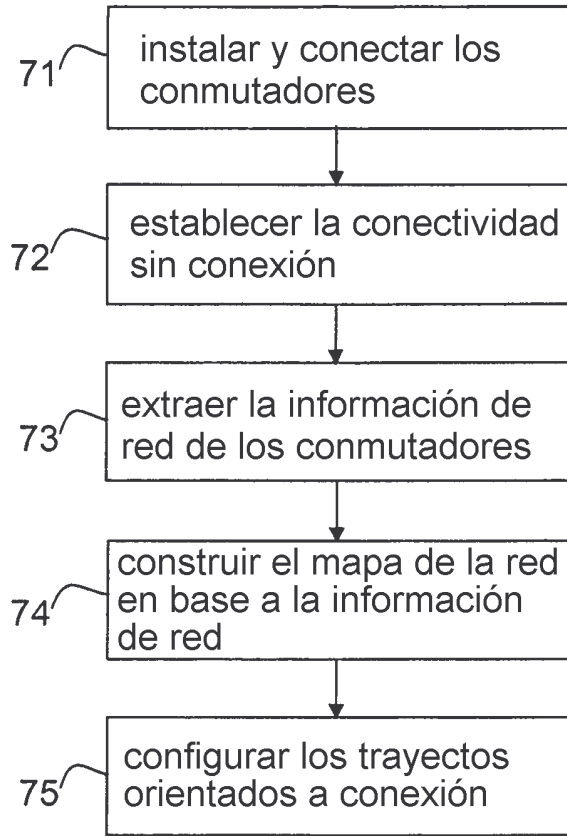 71
instalar y conectar los
conmutadores
72
establecer la conectividad
sin conexión
73
extraer la información de
red de los conmutadores
74
construir el mapa de la red
en base a la información
de red
75
configurar los trayectos
orientados a conexión